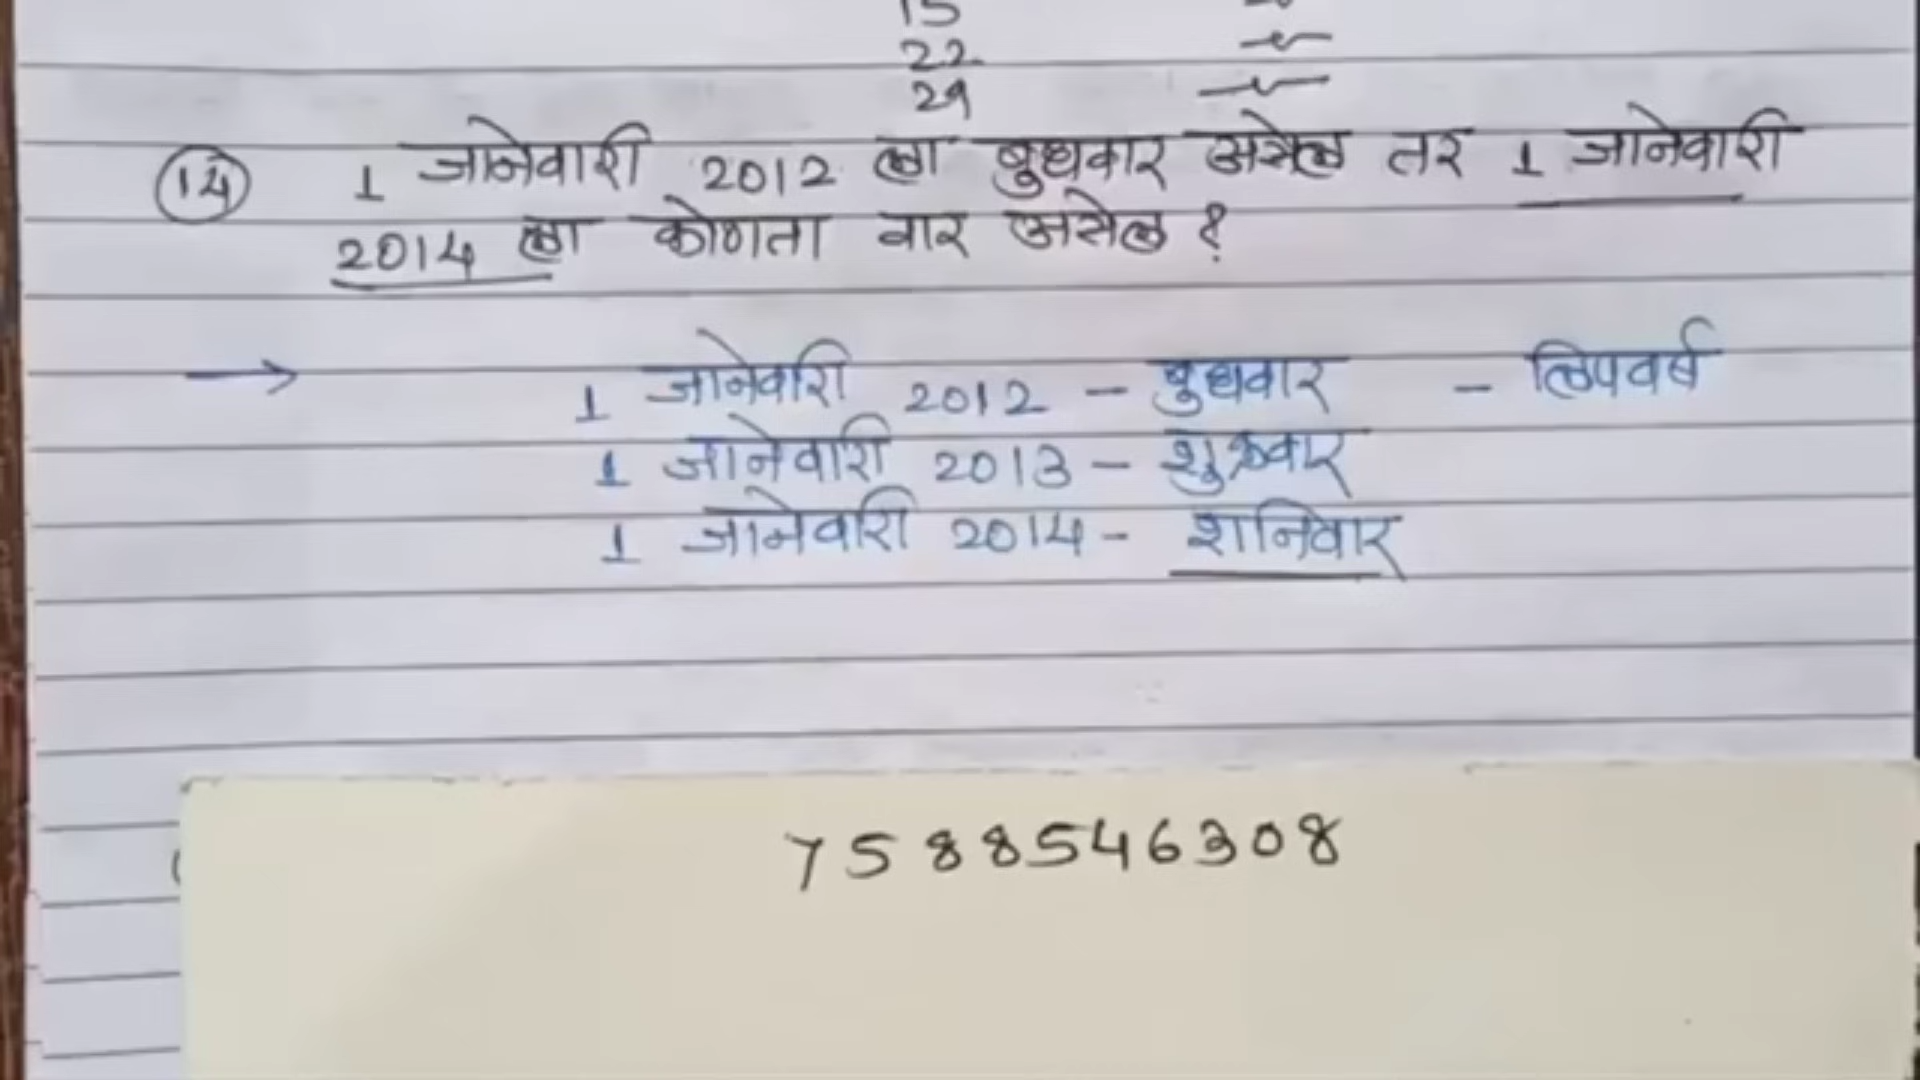 15
22
29
14 1 जानेवारी 2012 ला बुधवार असेल तर 1 जानेवारी
2014 ला कोणता वार असेल ?
→ 1 जानेवारी 2012 - बुधवार - लिपवर्ष
1 जानेवारी 2013 - शुक्रवार
1 जानेवारी 2014 - शनिवार
7588546308